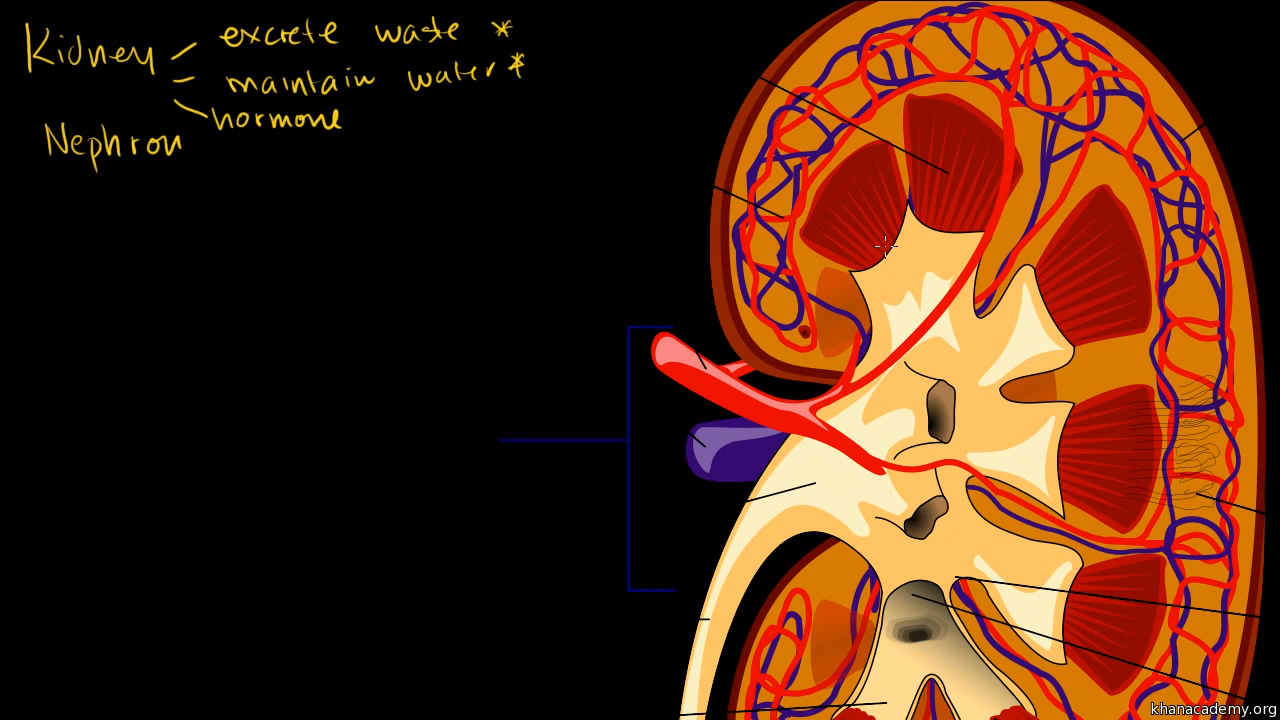 Kidney
excrete waste *
maintain water *
hormone
Nephron
khanacademy.org